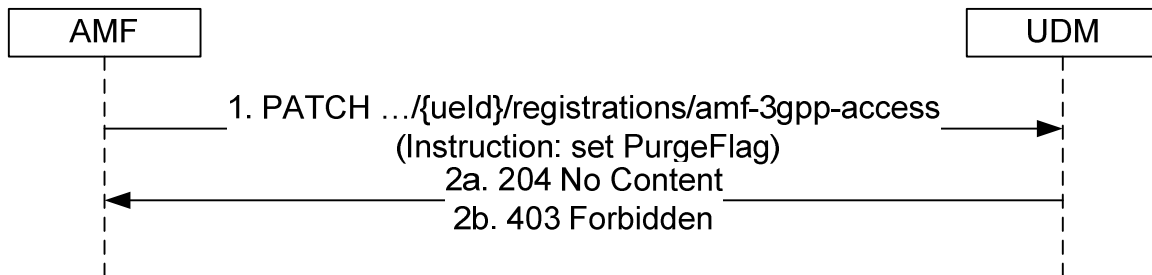 AMF
UDM
1. PATCH …/{ueId}/registrations/amf-3gpp-access
(Instruction: set PurgeFlag)
2a. 204 No Content
2b. 403 Forbidden